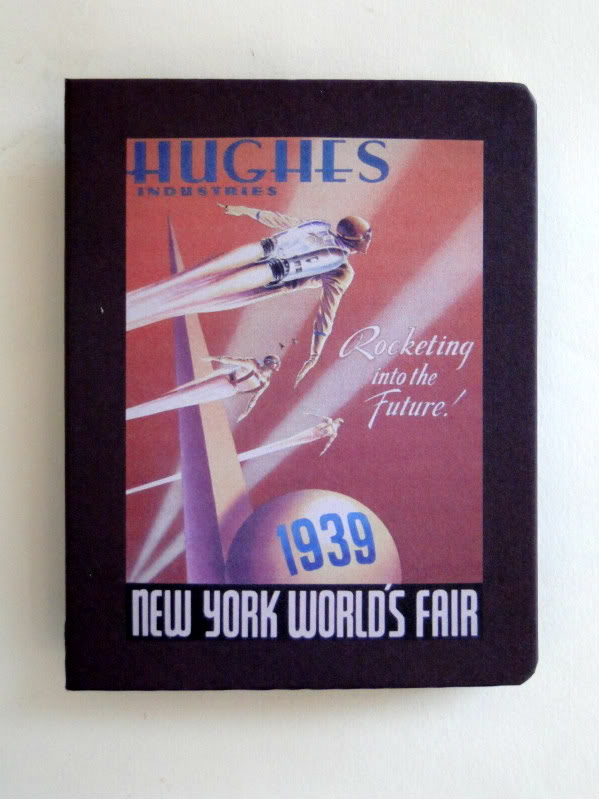 HUGHES
INDUSTRIES
Rocketing
into the
Future!
1939
NEW YORK WORLD'S FAIR